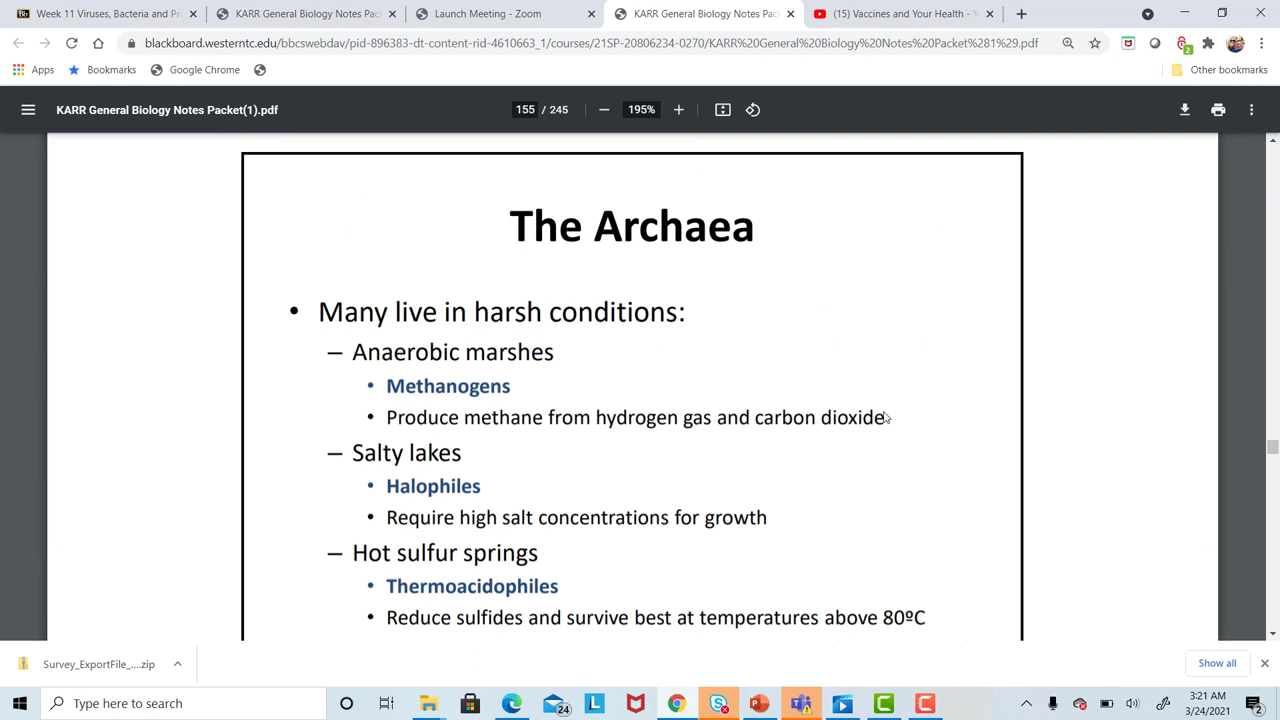 Week 11 Viruses, Bacteria and Pr
KARR General Biology Notes Pack
Launch Meeting - Zoom
KARR General Biology Notes Pac
(15) Vaccines and Your Health - Y
blackboard.westerntc.edu/bbcswebdav/pid-896383-dt-content-rid-4610663_1/courses/21SP-20806234-0270/KARR%20General%20Biology%20Notes%20Packet%281%29.pdf
2
Apps
Bookmarks
Google Chrome
Other bookmarks
KARR General Biology Notes Packet(1).pdf
155 / 245
195%
The Archaea
• Many live in harsh conditions:
– Anaerobic marshes
• Methanogens
• Produce methane from hydrogen gas and carbon dioxide
– Salty lakes
• Halophiles
• Require high salt concentrations for growth
– Hot sulfur springs
• Thermoacidophiles
• Reduce sulfides and survive best at temperatures above 80ºC
Survey_ExportFile_....zip
Show all
Type here to search
24
3:21 AM
3/24/2021
2